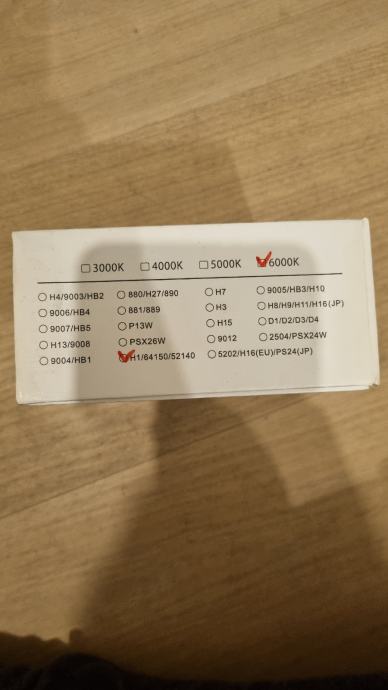 3000K 4000K 5000K 6000K
H4/9003/HB2 880/H27/890 H7 9005/HB3/H10
9006/HB4 881/889 H3 H8/H9/H11/H16(JP)
9007/HB5 P13W H15 D1/D2/D3/D4
H13/9008 PSX26W 9012 2504/PSX24W
9004/HB1 H1/64150/52140 5202/H16(EU)/PS24(JP)